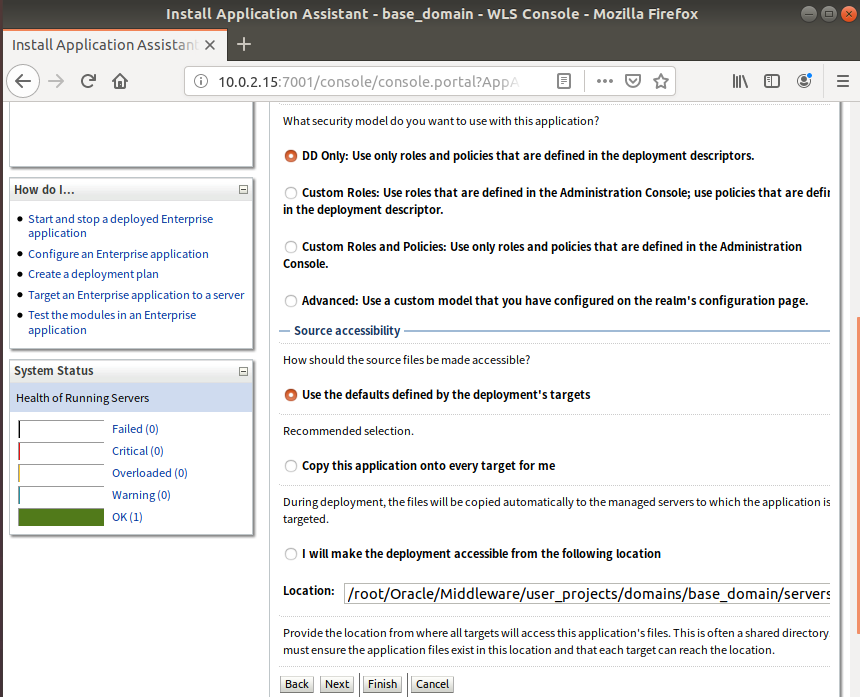 Install Application Assistant - base_domain - WLS Console - Mozilla Firefox
Install Application Assistant
10.0.2.15:7001/console/console.portal?AppA
How do I...
Start and stop a deployed Enterprise
application
Configure an Enterprise application
Create a deployment plan
Target an Enterprise application to a server
Test the modules in an Enterprise
application
System Status
Health of Running Servers
Failed (0)
Critical (0)
Overloaded (0)
Warning (0)
OK (1)
What security model do you want to use with this application?
DD Only: Use only roles and policies that are defined in the deployment descriptors.
Custom Roles: Use roles that are defined in the Administration Console; use policies that are defin
in the deployment descriptor.
Custom Roles and Policies: Use only roles and policies that are defined in the Administration
Console.
Advanced: Use a custom model that you have configured on the realm's configuration page.
Source accessibility
How should the source files be made accessible?
Use the defaults defined by the deployment's targets
Recommended selection.
Copy this application onto every target for me
During deployment, the files will be copied automatically to the managed servers to which the application is
targeted.
I will make the deployment accessible from the following location
Location: /root/Oracle/Middleware/user_projects/domains/base_domain/servers
Provide the location from where all targets will access this application's files. This is often a shared directory
must ensure the application files exist in this location and that each target can reach the location.
Back Next Finish Cancel